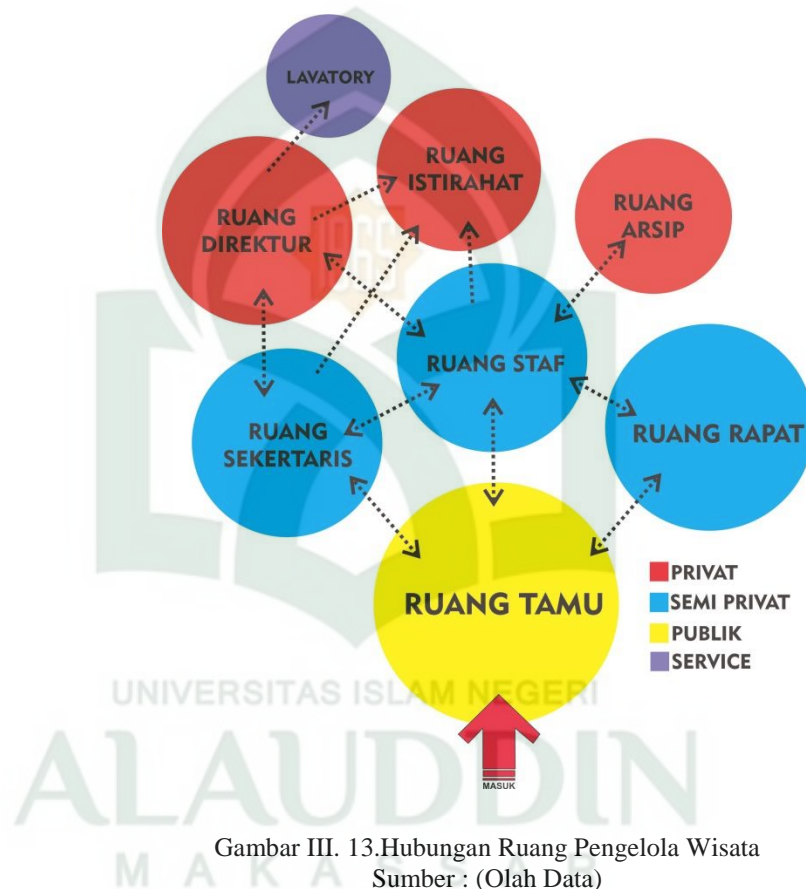 LAVATORY
RUANG
ISTIRAHAT
RUANG
DIREKTUR
RUANG
ARSIP
RUANG STAF
RUANG
SEKERTARIS
RUANG RAPAT
RUANG TAMU
PRIVAT
SEMI PRIVAT
PUBLIK
SERVICE
MASUK
UNIVERSITAS ISLAM NEGERI
ALAUDDIN
MAKASSAR
Gambar III. 13.Hubungan Ruang Pengelola Wisata
Sumber : (Olah Data)